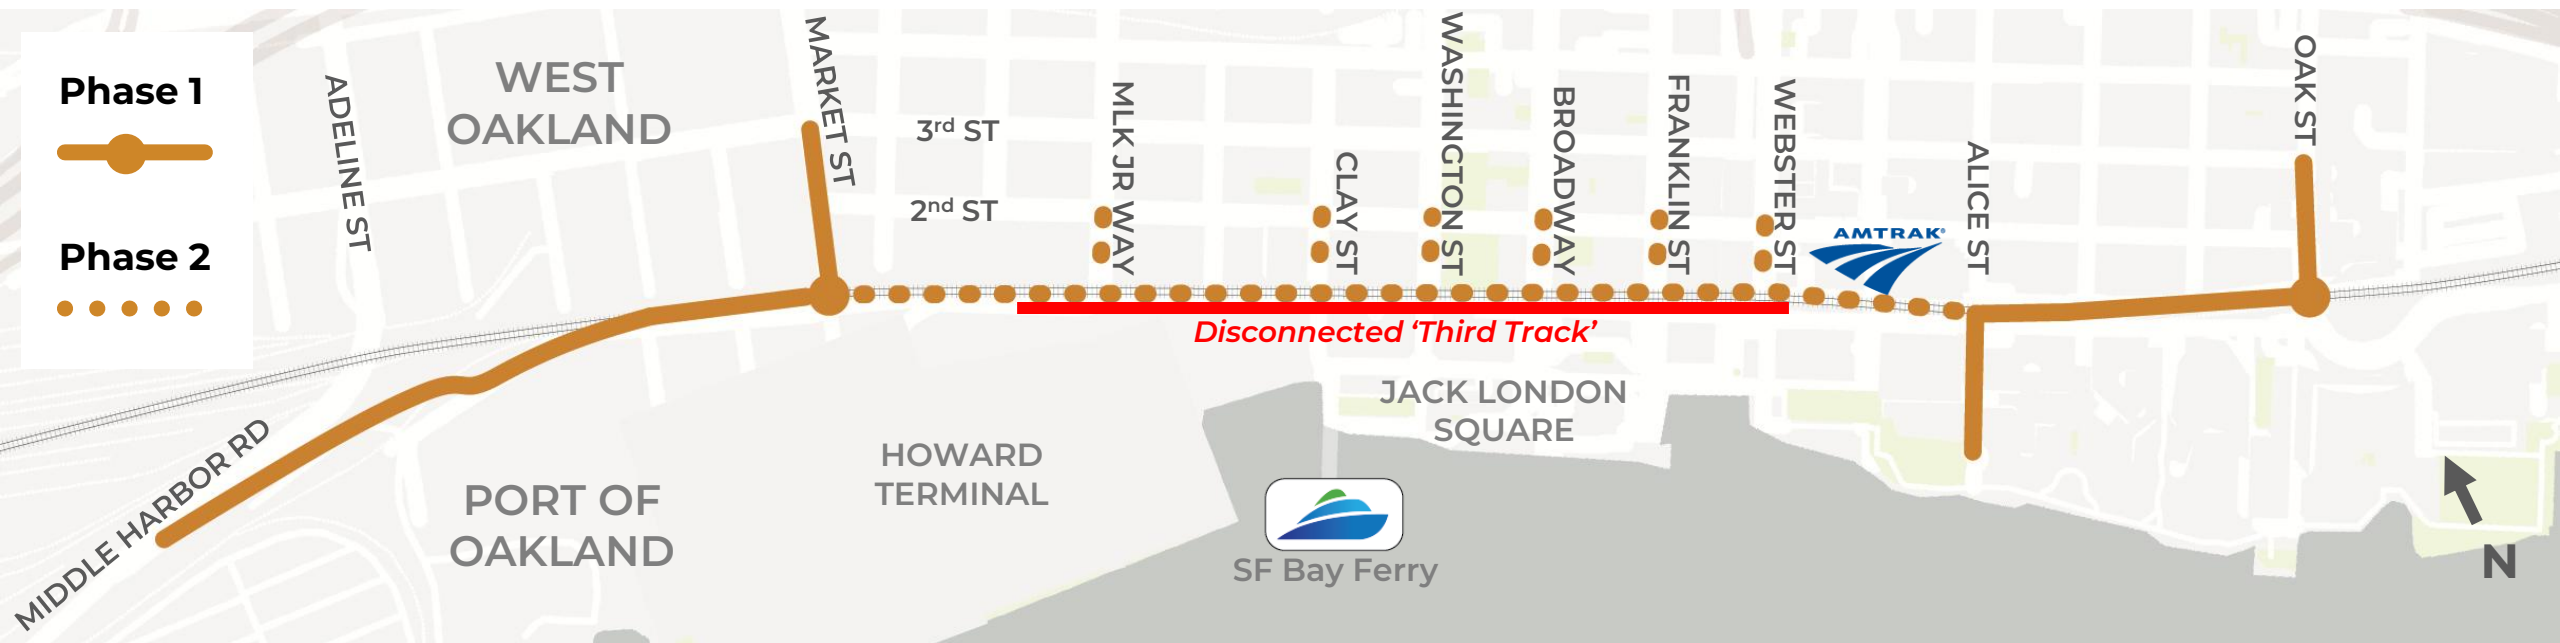 Phase 1
Phase 2
ADELINE ST
WEST
OAKLAND
MARKET ST
3rd ST
2nd ST
MLK JR WAY
CLAY ST
WASHINGTON ST
BROADWAY
FRANKLIN ST
WEBSTER ST
AMTRAK®
ALICE ST
OAK ST
Disconnected ‘Third Track’
JACK LONDON
SQUARE
HOWARD
TERMINAL
MIDDLE HARBOR RD
PORT OF
OAKLAND
SF Bay Ferry
N